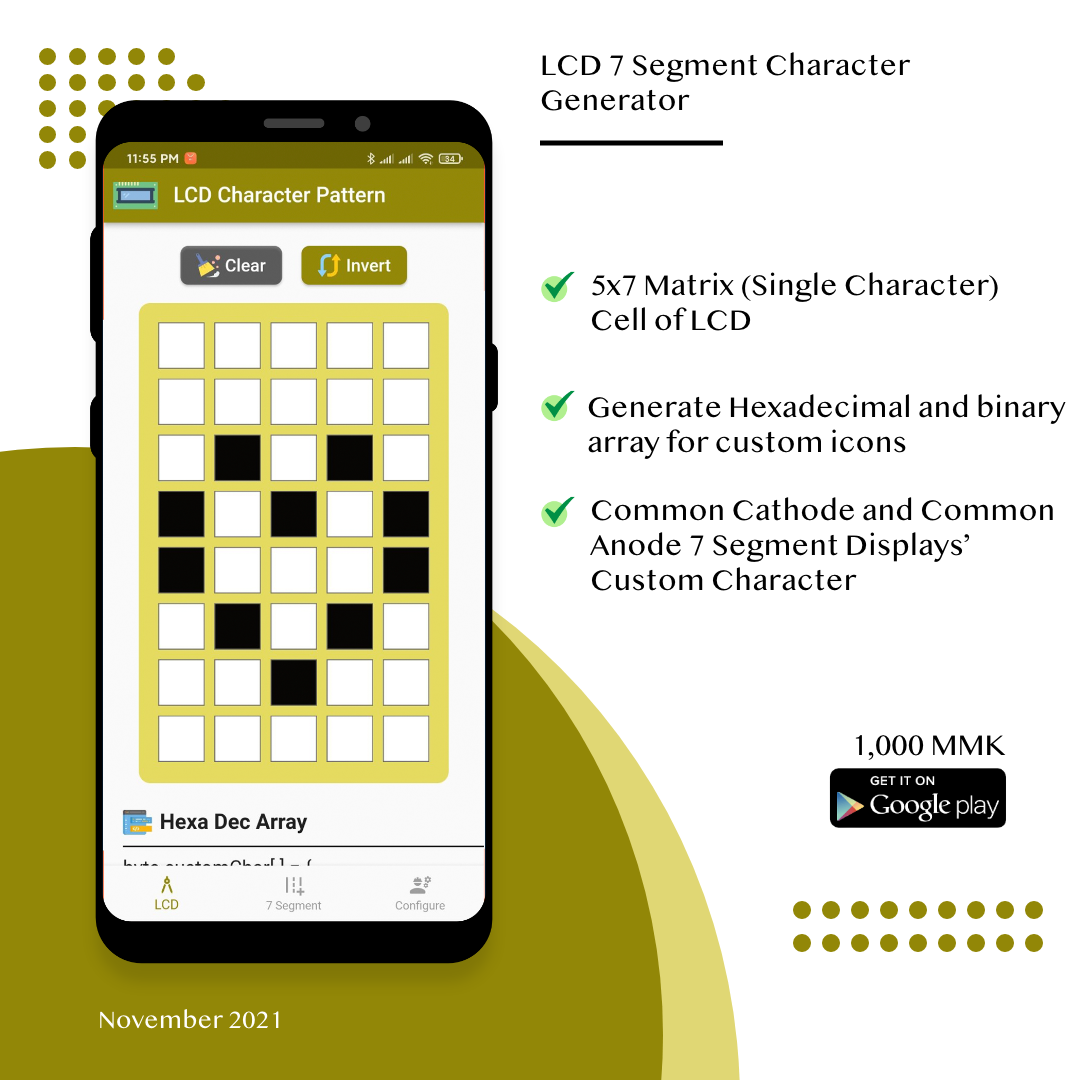 LCD 7 Segment Character
Generator
11:55 PM
34
LCD Character Pattern
Clear
Invert
5x7 Matrix (Single Character)
Cell of LCD
Generate Hexadecimal and binary
array for custom icons
Common Cathode and Common
Anode 7 Segment Displays’
Custom Character
1,000 MMK
GET IT ON
Google play
Hexa Dec Array
byte customChar[ ] = {
LCD
7 Segment
Configure
November 2021